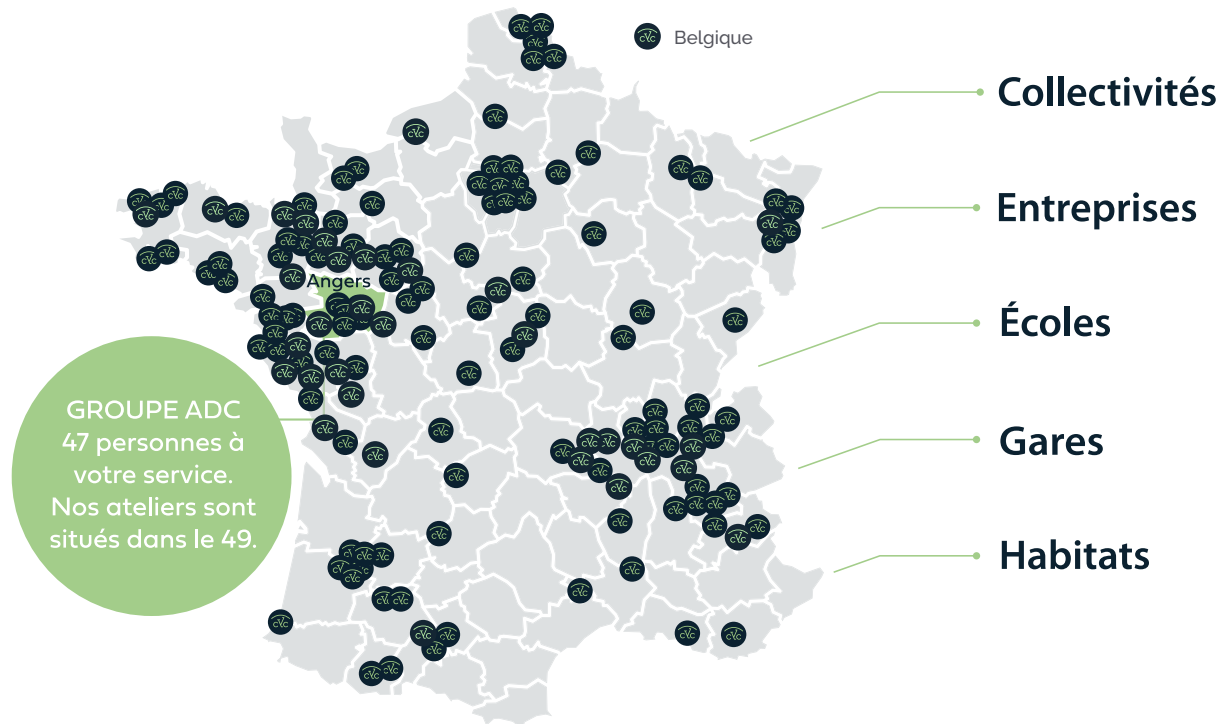 Belgique
Collectivités
Entreprises
Angers
Écoles
GROUPE ADC
47 personnes à
votre service.
Nos ateliers sont
situés dans le 49.
Gares
Habitats